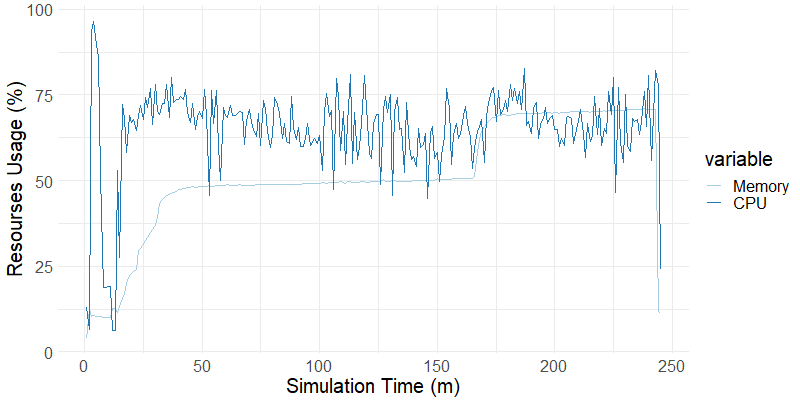 100
75
50
25
0
0
50
100
150
200
250
Resourses Usage (%)
Simulation Time (m)
variable
Memory
CPU